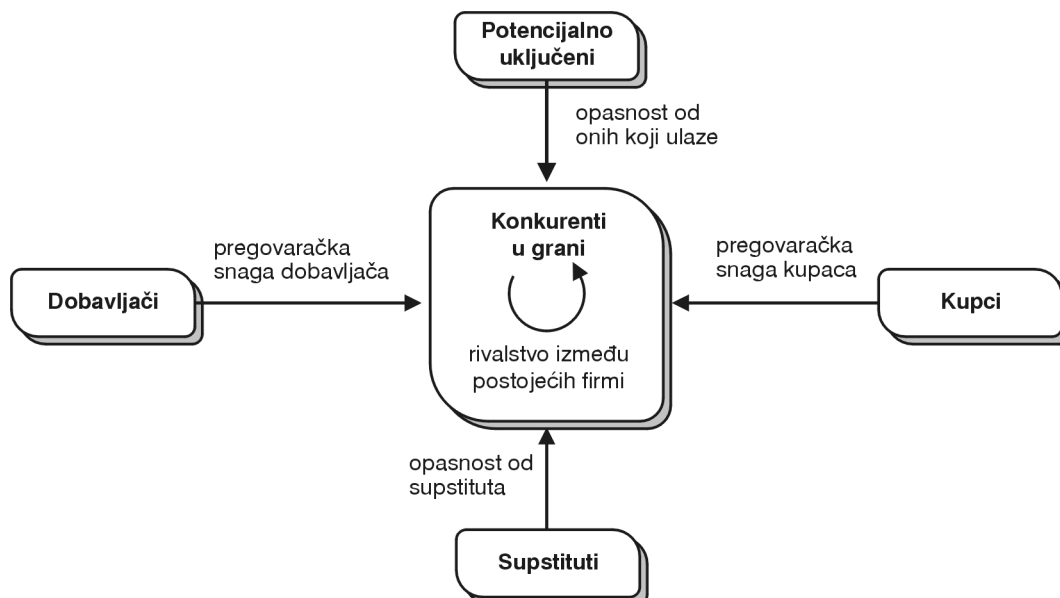 Potencijalno
uključeni
opasnost od
onih koji ulaze
Konkurenti
u grani
pregovaračka
snaga dobavljača
pregovaračka
snaga kupaca
Dobavljači
Kupci
rivalstvo između
postojećih firmi
opasnost od
supstituta
Supstituti